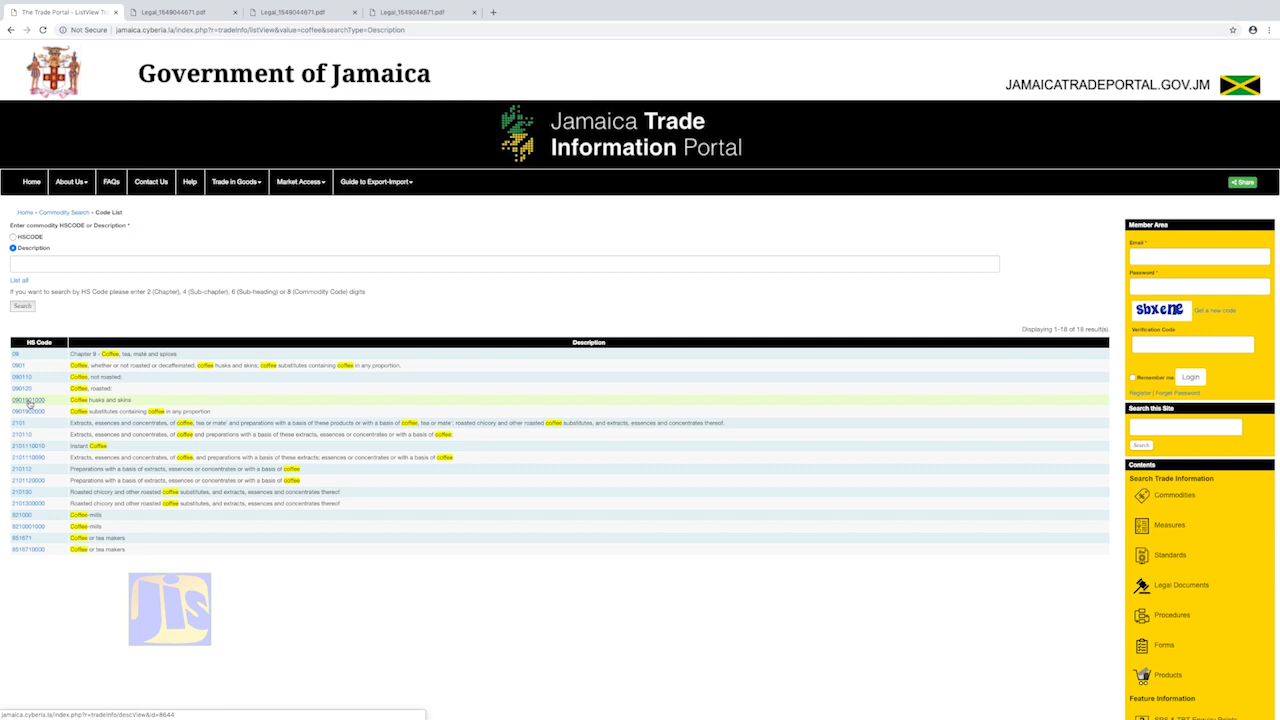 The Trade Portal - ListView Tra
Legal_1549044671.pdf
Legal_1549044671.pdf
Legal_1549044671.pdf
Not Secure
jamaica.cyberia.la/index.php?r=tradeInfo/listView&value=coffee&searchType=Description
Government of Jamaica
JAMAICATRADEPORTAL.GOV.JM
Jamaica Trade
Information Portal
Home
About Us
FAQs
Contact Us
Help
Trade in Goods
Market Access
Guide to Export-Import
Share
Home » Commodity Search » Code List
Enter commodity HSCODE or Description *
HSCODE
Description
List all
If you want to search by HS Code please enter 2 (Chapter), 4 (Sub-chapter), 6 (Sub-heading) or 8 (Commodity Code) digits
Search
Displaying 1-18 of 18 result(s).
HS Code Description
09 Chapter 9 - Coffee, tea, maté and spices
0901 Coffee, whether or not roasted or decaffeinated; coffee husks and skins; coffee substitutes containing coffee in any proportion.
090110 Coffee, not roasted:
090120 Coffee, roasted:
0901901000 Coffee husks and skins
0901902000 Coffee substitutes containing coffee in any proportion
2101 Extracts, essences and concentrates, of coffee, tea or mate' and preparations with a basis of these products or with a basis of coffee, tea or mate'; roasted chicory and other roasted coffee substitutes, and extracts, essences and concentrates thereof.
210110 Extracts, essences and concentrates, of coffee and preparations with a basis of these extracts, essences or concentrates or with a basis of coffee:
2101110010 Instant Coffee
2101110090 Extracts, essences and concentrates, of coffee, and preparations with a basis of these extracts; essences or concentrates or with a basis of coffee
210112 Preparations with a basis of extracts, essences or concentrates or with a basis of coffee
2101120000 Preparations with a basis of extracts, essences or concentrates or with a basis of coffee
210130 Roasted chicory and other roasted coffee substitutes, and extracts, essences and concentrates thereof
2101300000 Roasted chicory and other roasted coffee substitutes, and extracts, essences and concentrates thereof
821000 Coffee-mills
8210001000 Coffee-mills
851671 Coffee or tea makers
8516710000 Coffee or tea makers
jis
jamaica.cyberia.la/index.php?r=tradeInfo/descView&id=8644
Member Area
Email *
Password *
sbxene
Get a new code
Verification Code
Remember me
Login
Register | Forget Password
Search this Site
Search
Contents
Search Trade Information
Commodities
Measures
Standards
Legal Documents
Procedures
Forms
Products
Feature Information
SPS & TBT Enquiry Points